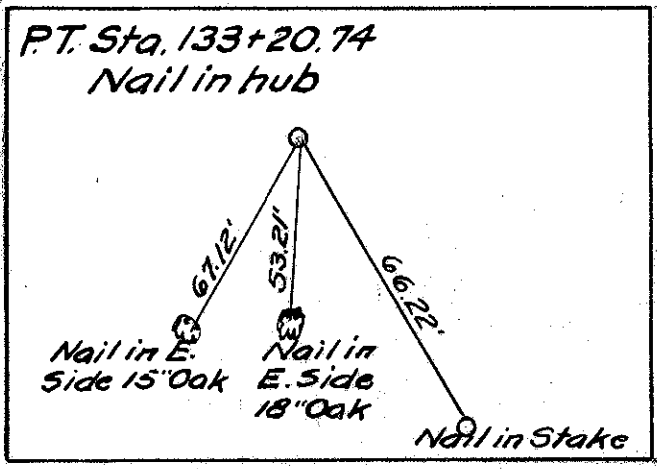 P.T. Sta. 133+20.74
Nail in hub
67.12'
53.21'
66.22'
Nail in E.
Side 15"Oak
Nail in
E. Side
18"Oak
Nail in Stake